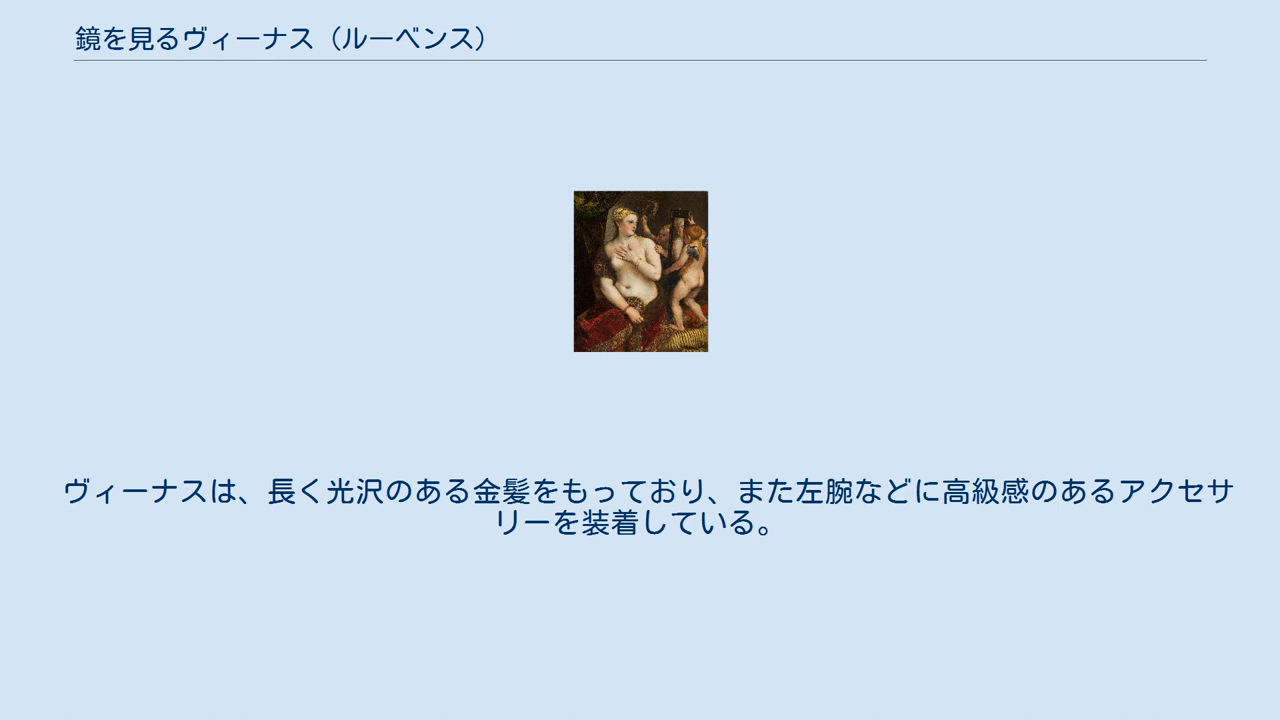 鏡を見るヴィーナス（ルーベンス）
ヴィーナスは、長く光沢のある金髪をもっており、また左腕などに高級感のあるアクセサ
リーを装着している。